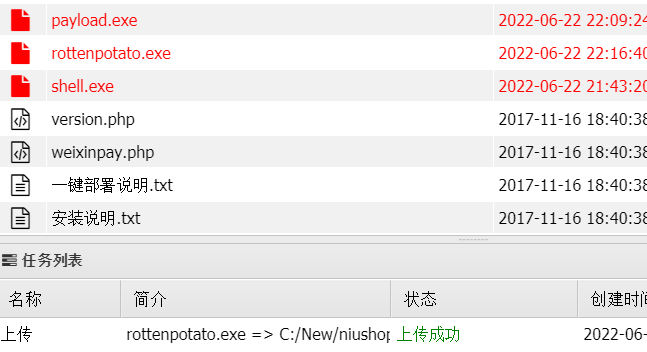 payload.exe 2022-06-22 22:09:24
rottenpotato.exe 2022-06-22 22:16:40
shell.exe 2022-06-22 21:43:20
version.php 2017-11-16 18:40:38
weixinpay.php 2017-11-16 18:40:38
一键部署说明.txt 2017-11-16 18:40:38
安装说明.txt 2017-11-16 18:40:38
任务列表
名称 简介 状态 创建时间
上传 rottenpotato.exe => C:/New/niushop 上传成功 2022-06-